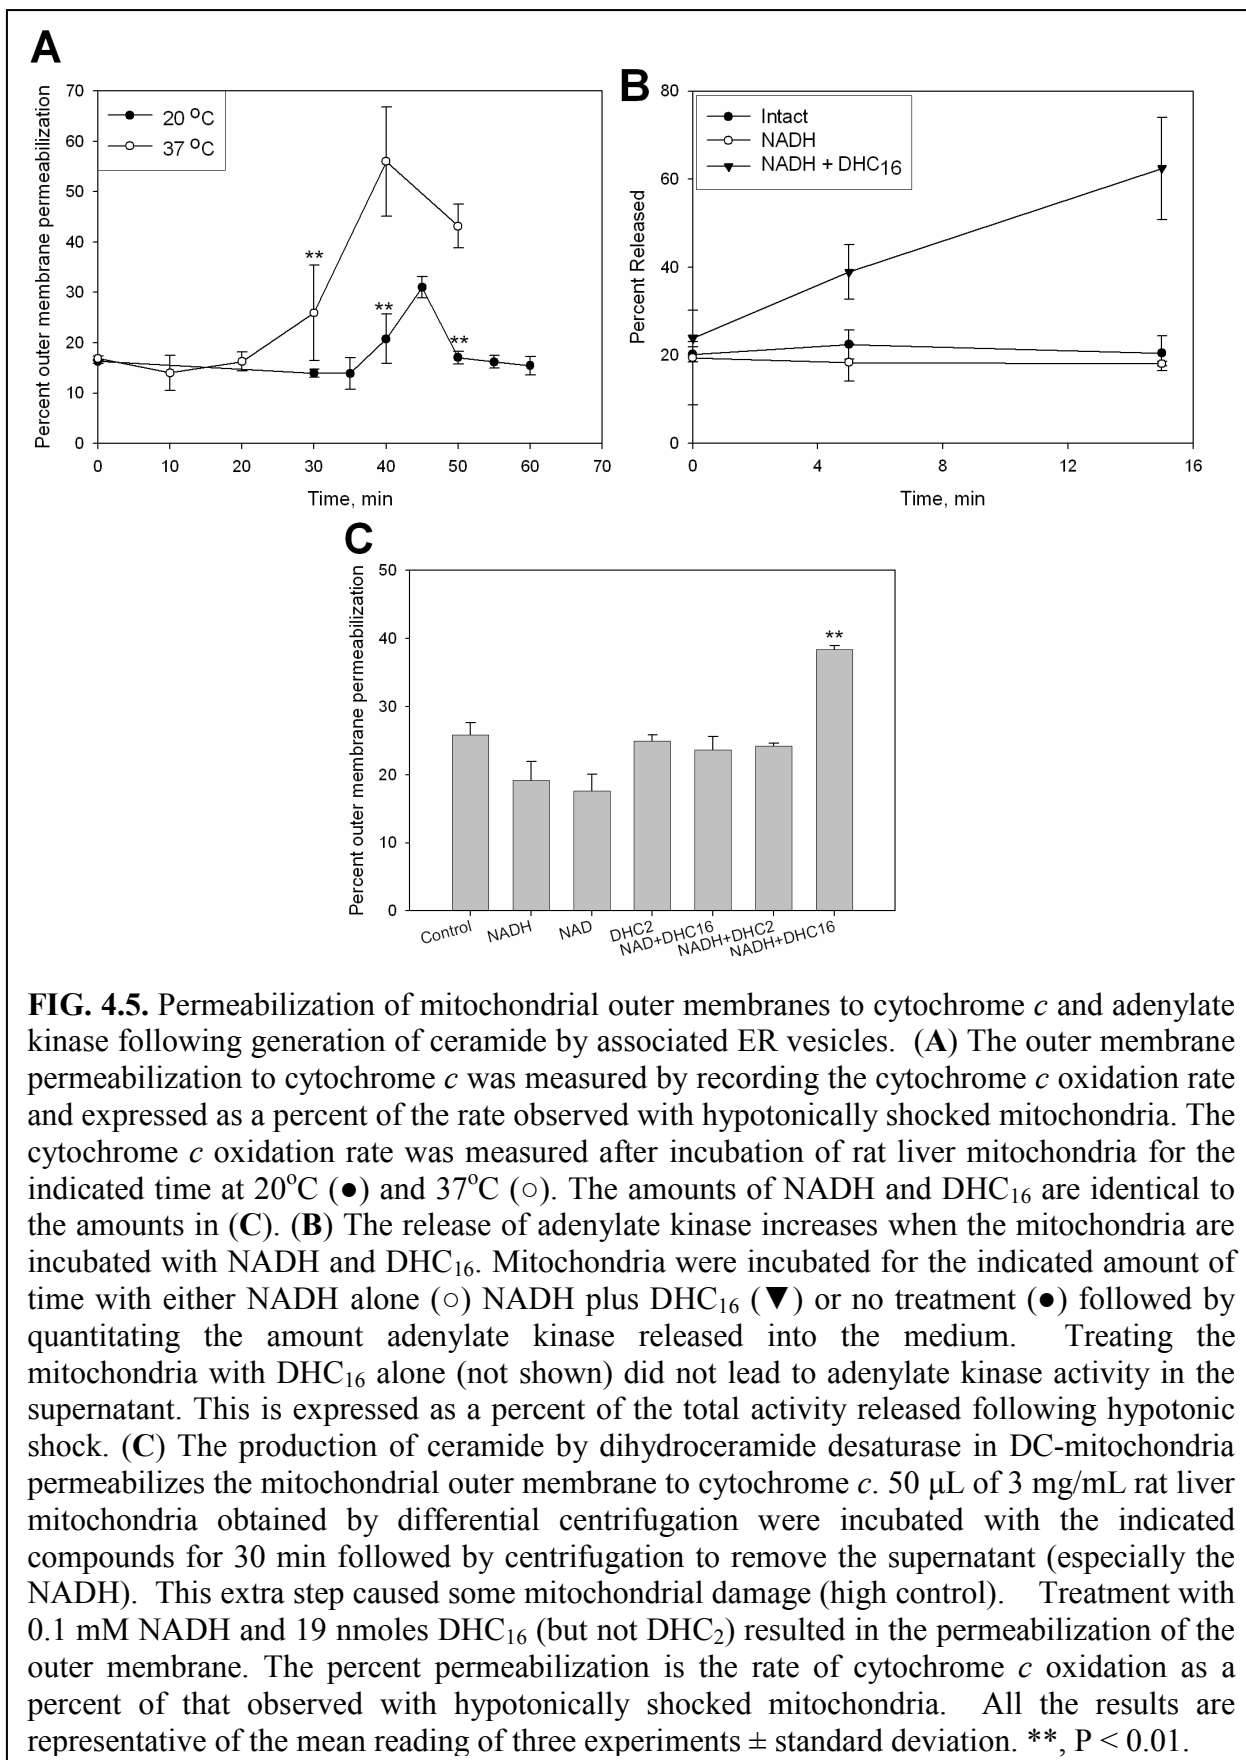 A
70
60
50
40
30
20
10
0
Percent outer membrane permeabilization
20 °C
37 °C
**
**
**
0 10 20 30 40 50 60 70
Time, min
B
80
60
40
20
0
Percent Released
Intact
NADH
NADH + DHC16
0 4 8 12 16
Time, min
C
50
40
30
20
10
0
Percent outer membrane permeabilization
**
Control
NADH
NAD
DHC2
NAD+DHC16
NADH+DHC2
NADH+DHC16
FIG. 4.5. Permeabilization of mitochondrial outer membranes to cytochrome c and adenylate
kinase following generation of ceramide by associated ER vesicles. (A) The outer membrane
permeabilization to cytochrome c was measured by recording the cytochrome c oxidation rate
and expressed as a percent of the rate observed with hypotonically shocked mitochondria. The
cytochrome c oxidation rate was measured after incubation of rat liver mitochondria for the
indicated time at 20°C (●) and 37°C (○). The amounts of NADH and DHC16 are identical to
the amounts in (C). (B) The release of adenylate kinase increases when the mitochondria are
incubated with NADH and DHC16. Mitochondria were incubated for the indicated amount of
time with either NADH alone (○) NADH plus DHC16 (▼) or no treatment (●) followed by
quantitating the amount adenylate kinase released into the medium. Treating the
mitochondria with DHC16 alone (not shown) did not lead to adenylate kinase activity in the
supernatant. This is expressed as a percent of the total activity released following hypotonic
shock. (C) The production of ceramide by dihydroceramide desaturase in DC-mitochondria
permeabilizes the mitochondrial outer membrane to cytochrome c. 50 μL of 3 mg/mL rat liver
mitochondria obtained by differential centrifugation were incubated with the indicated
compounds for 30 min followed by centrifugation to remove the supernatant (especially the
NADH). This extra step caused some mitochondrial damage (high control). Treatment with
0.1 mM NADH and 19 nmoles DHC16 (but not DHC2) resulted in the permeabilization of the
outer membrane. The percent permeabilization is the rate of cytochrome c oxidation as a
percent of that observed with hypotonically shocked mitochondria. All the results are
representative of the mean reading of three experiments ± standard deviation. **, P < 0.01.